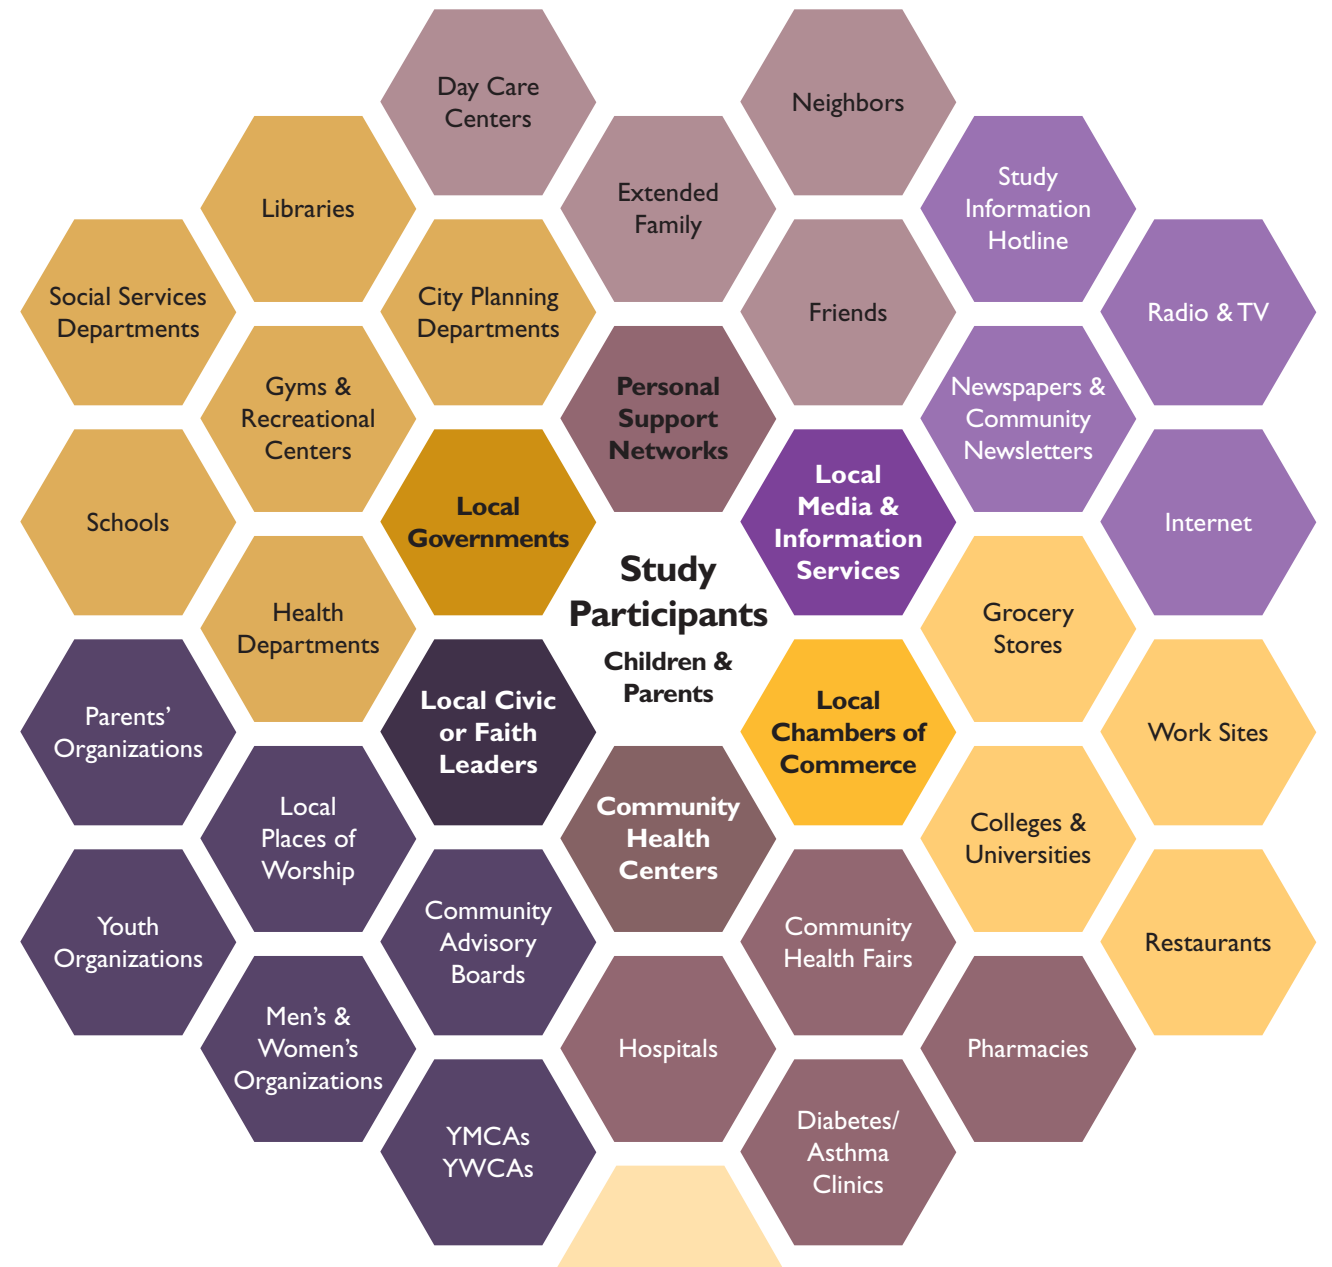 Day Care
Centers
Neighbors
Libraries
Extended
Family
Study
Information
Hotline
Social Services
Departments
City Planning
Departments
Friends
Radio & TV
Gyms &
Recreational
Centers
Personal
Support
Networks
Newspapers &
Community
Newsletters
Schools
Local
Governments
Local
Media &
Information
Services
Internet
Study
Participants
Children &
Parents
Health
Departments
Grocery
Stores
Parents’
Organizations
Local Civic
or Faith
Leaders
Local
Chambers of
Commerce
Work Sites
Local
Places of
Worship
Community
Health
Centers
Colleges &
Universities
Youth
Organizations
Community
Advisory
Boards
Community
Health Fairs
Restaurants
Men’s &
Women’s
Organizations
Hospitals
Pharmacies
YMCAs
YWCAs
Diabetes/
Asthma
Clinics